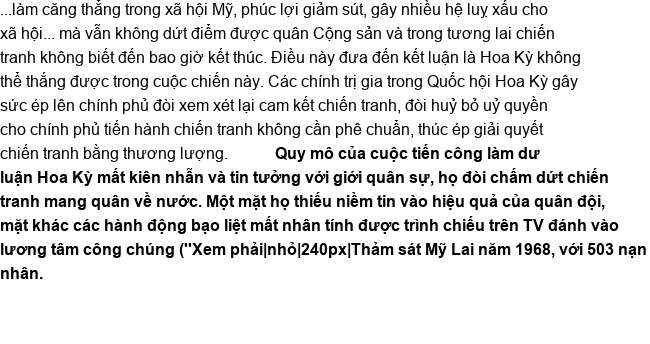 ...làm căng thẳng trong xã hội Mỹ, phúc lợi giảm sút, gây nhiều hệ luỵ xấu cho
xã hội... mà vẫn không dứt điểm được quân Cộng sản và trong tương lai chiến
tranh không biết đến bao giờ kết thúc. Điều này đưa đến kết luận là Hoa Kỳ không
thể thắng được trong cuộc chiến này. Các chính trị gia trong Quốc hội Hoa Kỳ gây
sức ép lên chính phủ đòi xem xét lại cam kết chiến tranh, đòi huỷ bỏ uỷ quyền
cho chính phủ tiến hành chiến tranh không cần phê chuẩn, thúc ép giải quyết
chiến tranh bằng thương lượng. Quy mô của cuộc tiến công làm dư
luận Hoa Kỳ mất kiên nhẫn và tin tưởng với giới quân sự, họ đòi chấm dứt chiến
tranh mang quân về nước. Một mặt họ thiếu niềm tin vào hiệu quả của quân đội,
mặt khác các hành động bạo liệt mất nhân tính được trình chiếu trên TV đánh vào
lương tâm công chúng ("Xem phải|nhỏ|240px|Thảm sát Mỹ Lai năm 1968, với 503 nạn
nhân.